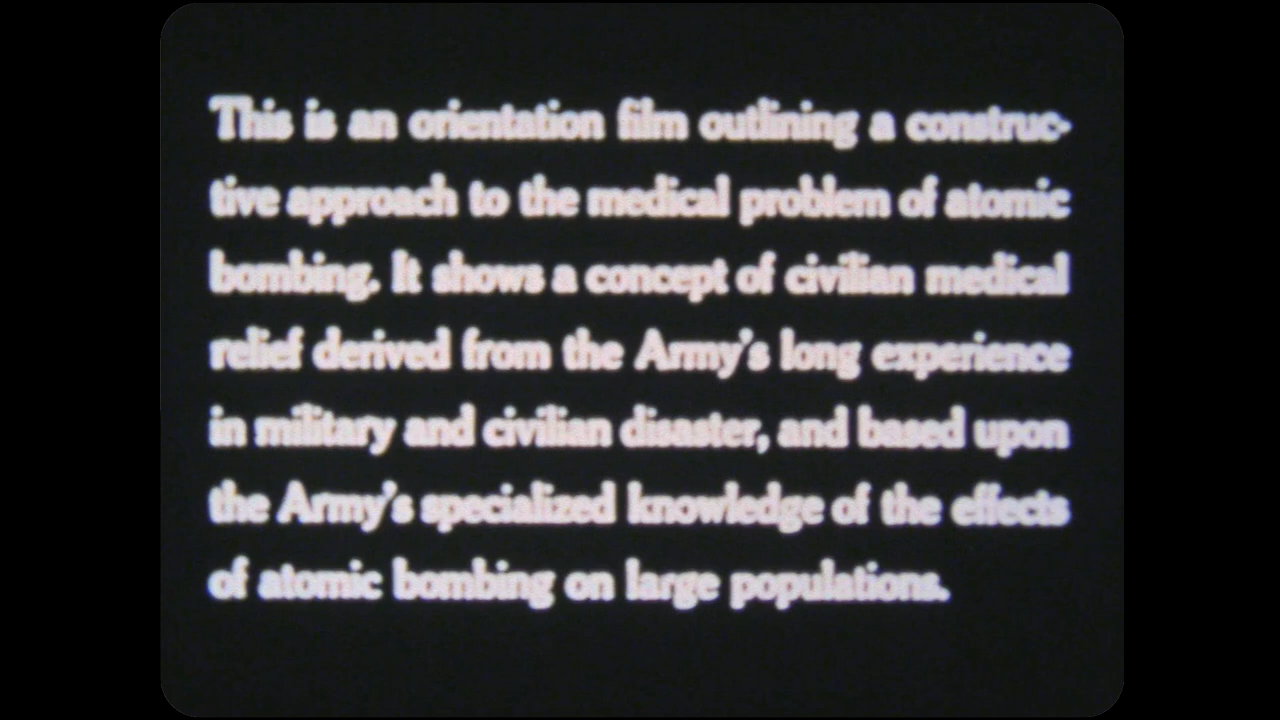 This is an orientation film outlining a construc-
tive approach to the medical problem of atomic
bombing. It shows a concept of civilian medical
relief derived from the Army's long experience
in military and civilian disaster, and based upon
the Army's specialized knowledge of the effects
of atomic bombing on large populations.